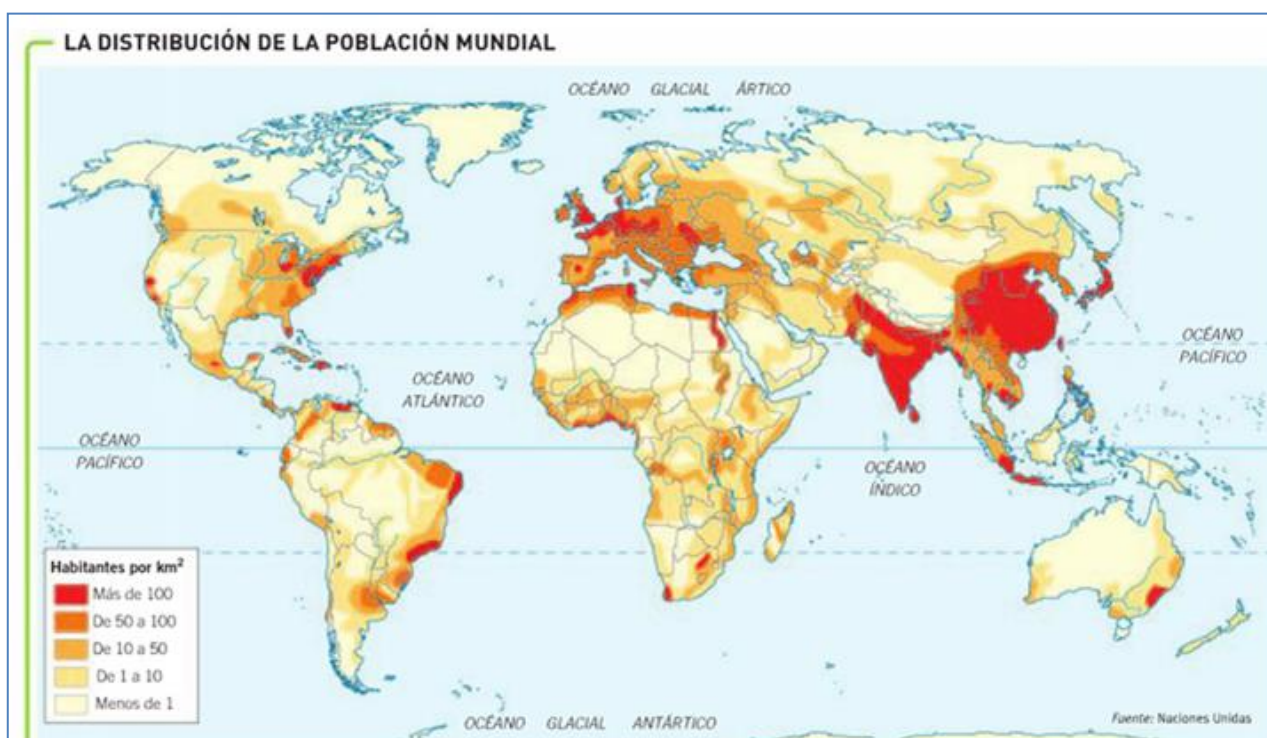 LA DISTRIBUCIÓN DE LA POBLACIÓN MUNDIAL
OCÉANO GLACIAL ÁRTICO
OCÉANO
PACÍFICO
OCÉANO
ATLÁNTICO
OCÉANO
PACÍFICO
OCÉANO
ÍNDICO
Habitantes por km²
Más de 100
De 50 a 100
De 10 a 50
De 1 a 10
Menos de 1
OCÉANO GLACIAL ANTÁRTICO
Fuente: Naciones Unidas